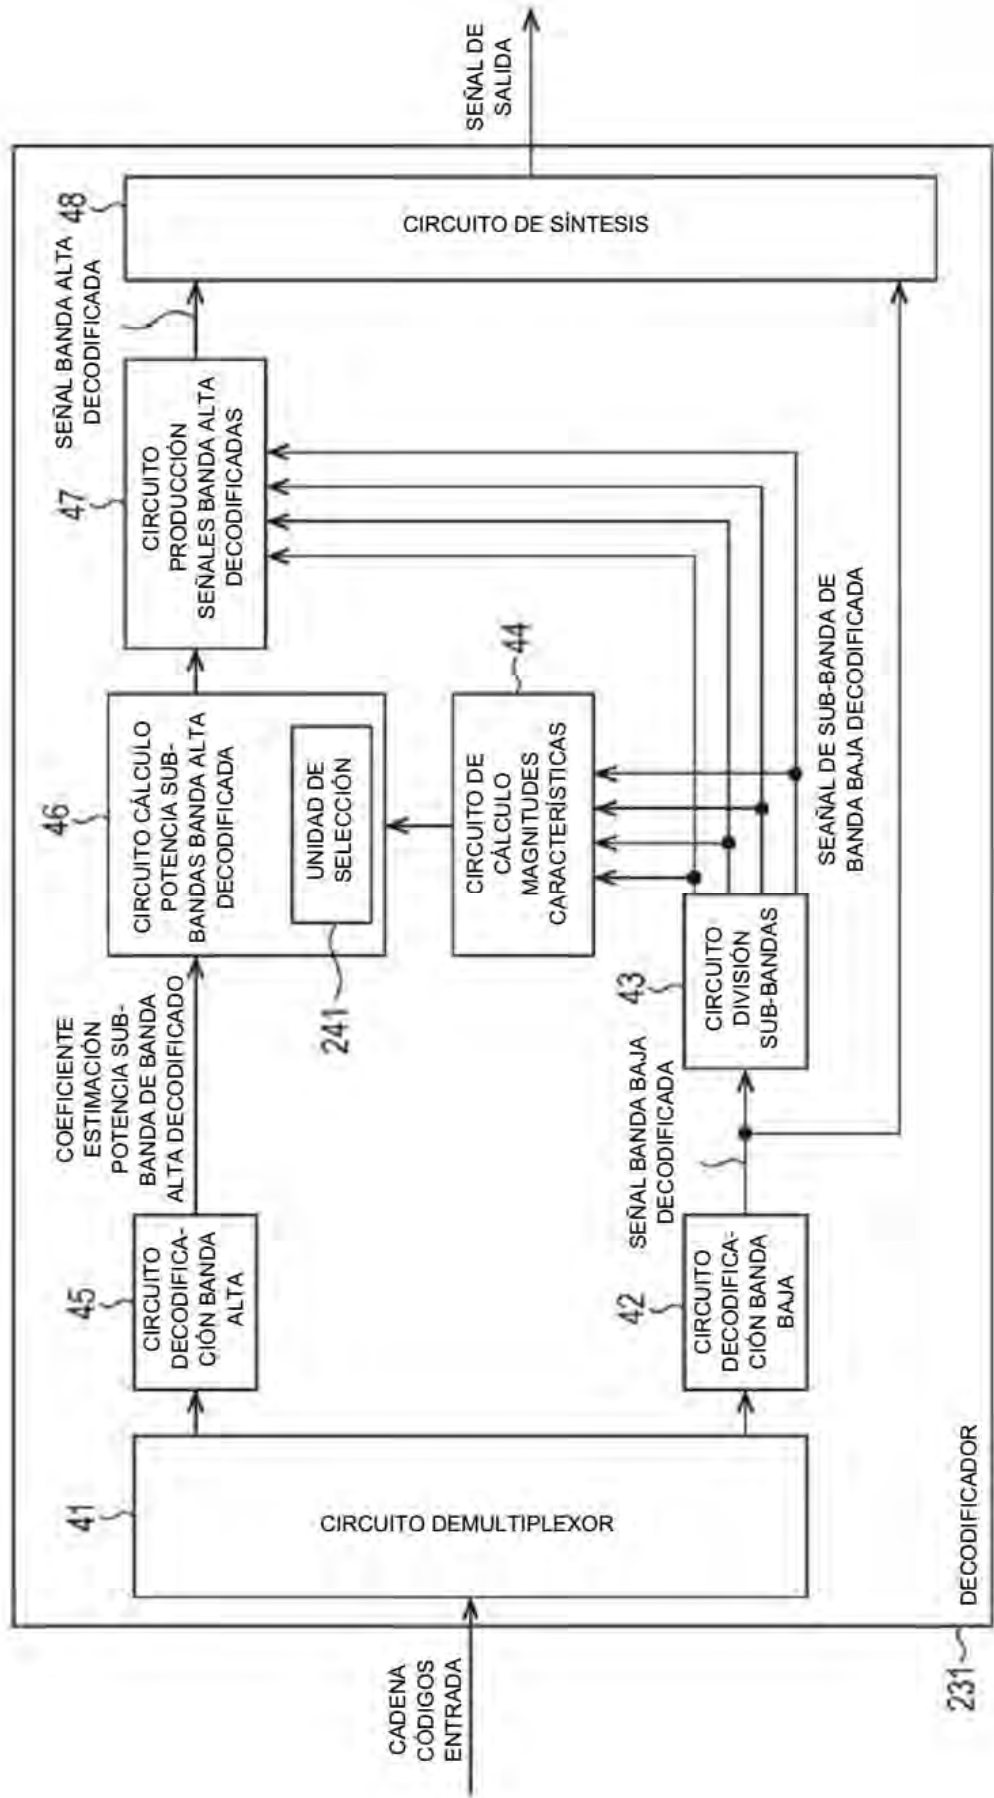 CADENA
CÓDIGOS
ENTRADA
41
CIRCUITO DEMULTIPLEXOR
45
CIRCUITO
DECODIFICA-
CIÓN BANDA
ALTA
COEFICIENTE
ESTIMACIÓN
POTENCIA SUB-
BANDA DE BANDA
ALTA DECODIFICADO
46
CIRCUITO CÁLCULO
POTENCIA SUB-
BANDAS BANDA ALTA
DECODIFICADA
UNIDAD DE
SELECCIÓN
241
47
CIRCUITO
PRODUCCIÓN
SEÑALES BANDA ALTA
DECODIFICADAS
SEÑAL BANDA ALTA
DECODIFICADA
48
CIRCUITO DE SÍNTESIS
SEÑAL DE
SALIDA
44
CIRCUITO DE
CÁLCULO
MAGNITUDES
CARACTERÍSTICAS
42
CIRCUITO
DECODIFICA-
CIÓN BANDA
BAJA
SEÑAL BANDA BAJA
DECODIFICADA
43
CIRCUITO
DIVISIÓN
SUB-BANDAS
SEAÑAL DE SUB-BANDA DE
BANDA BAJA DECODIFICADA
231
DECODIFICADOR